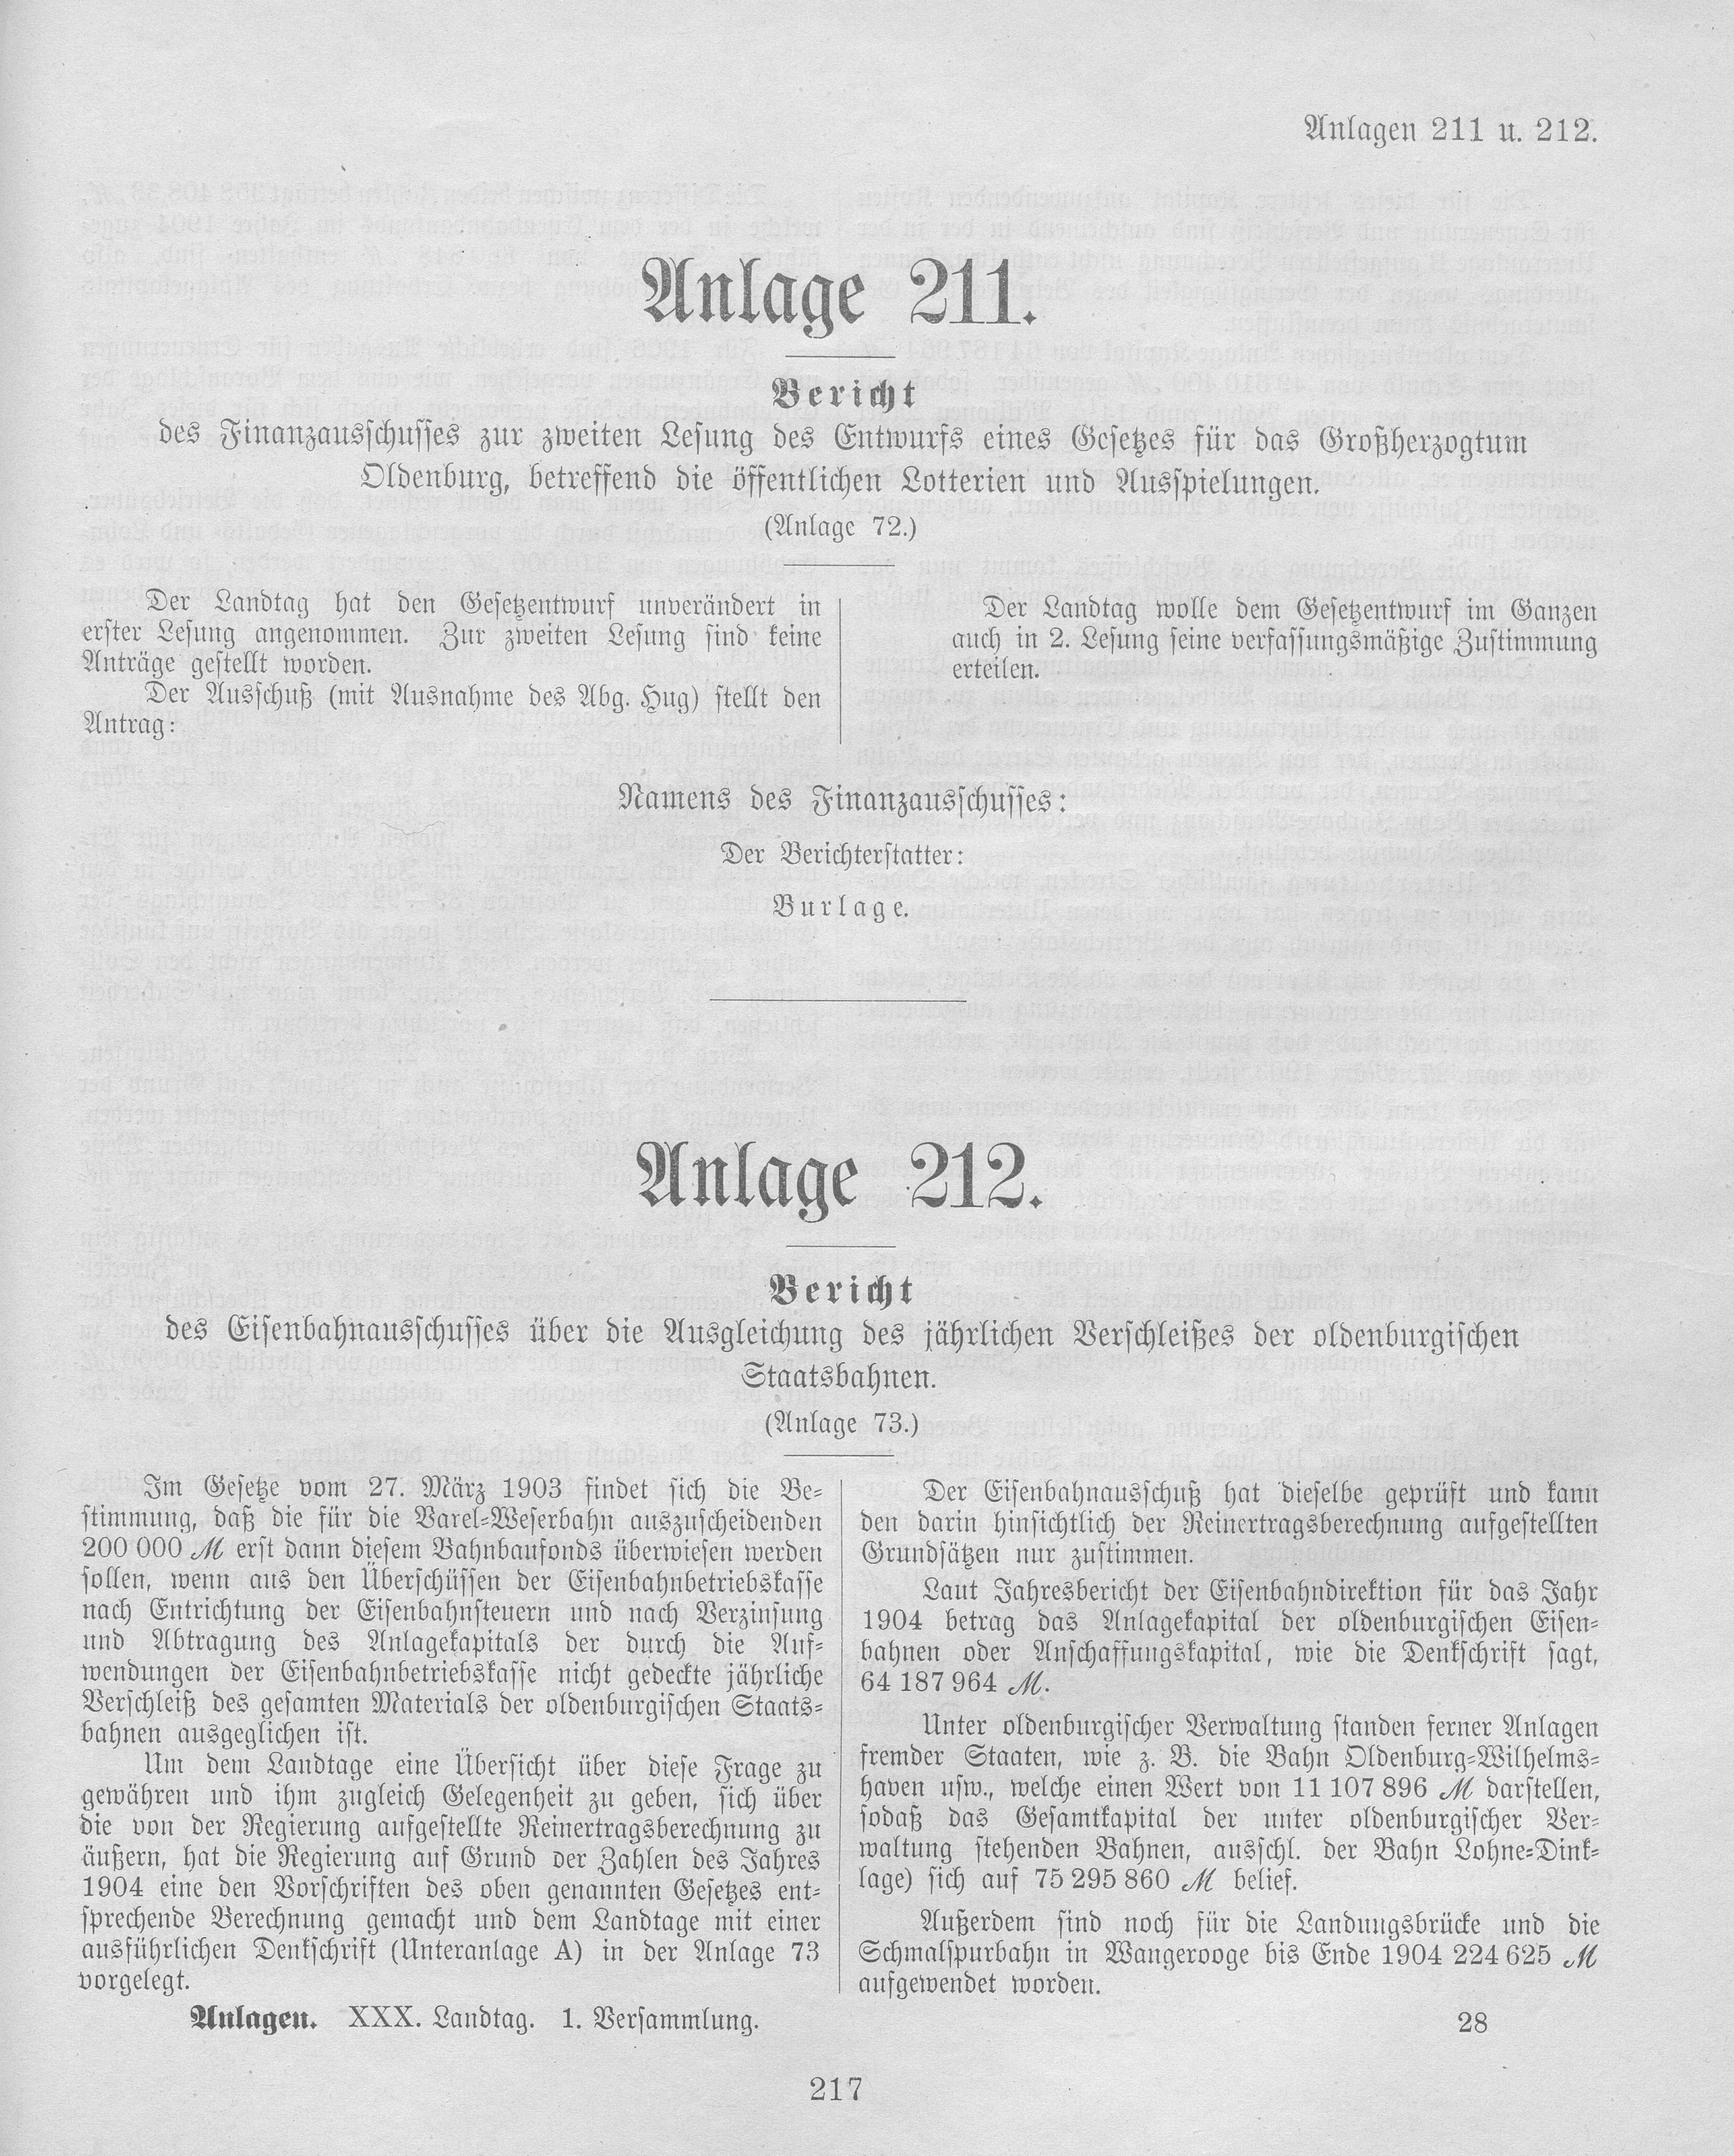 Anlagen 211 u. 212.
Anlage 211.
Bericht
des Finanzausschusses zur zweiten Lesung des Entwurfs eines Gesetzes für das Großherzogtum
Oldenburg, betreffend die öffentlichen Lotterien und Ausspielungen.
(Anlage 72.)
Der Landtag hat den Gesetzentwurf unverändert in
erster Lesung angenommen. Zur zweiten Lesung sind keine
Anträge gestellt worden.
Der Ausschuß (mit Ausnahme des Abg. Hug) stellt den
Antrag:
Der Landtag wolle dem Gesetzentwurf im Ganzen
auch in 2. Lesung seine verfassungsmäßige Zustimmung
erteilen.
Namens des Finanzausschusses:
Der Berichterstatter:
Burlage.
Anlage 212.
Bericht
des Eisenbahnausschusses über die Ausgleichung des jährlichen Verschleißes der oldenburgischen
Staatsbahnen.
(Anlage 73.)
Im Gesetze vom 27. März 1903 findet sich die Be-
stimmung, daß die für die Varel-Weserbahn auszuscheidenden
200 000 ℳ erst dann diesem Bahnbaufonds überwiesen werden
sollen, wenn aus den Überschüssen der Eisenbahnbetriebskasse
nach Entrichtung der Eisenbahnsteuern und nach Verzinsung
und Abtragung des Anlagekapitals der durch die Auf-
wendungen der Eisenbahnbetriebskasse nicht gedeckte jährliche
Verschleiß des gesamten Materials der oldenburgischen Staats-
bahnen ausgeglichen ist.
Um dem Landtage eine Übersicht über diese Frage zu
gewähren und ihm zugleich Gelegenheit zu geben, sich über
die von der Regierung aufgestellte Reinertragsberechnung zu
äußern, hat die Regierung auf Grund der Zahlen des Jahres
1904 eine den Vorschriften des oben genannten Gesetzes ent-
sprechende Berechnung gemacht und dem Landtage mit einer
ausführlichen Denkschrift (Unteranlage A) in der Anlage 73
vorgelegt.
Der Eisenbahnausschuß hat dieselbe geprüft und kann
den darin hinsichtlich der Reinertragsberechnung aufgestellten
Grundsätzen nur zustimmen.
Laut Jahresbericht der Eisenbahndirektion für das Jahr
1904 betrag das Anlagekapital der oldenburgischen Eisen-
bahnen oder Anschaffungskapital, wie die Denkschrift sagt,
64 187 964 ℳ.
Unter oldenburgischer Verwaltung standen ferner Anlagen
fremder Staaten, wie z. B. die Bahn Oldenburg-Wilhelms-
haven usw., welche einen Wert von 11 107 896 ℳ darstellen,
sodaß das Gesamtkapital der unter oldenburgischer Ver-
waltung stehenden Bahnen, ausschl. der Bahn Lohne-Dink-
lage) sich auf 75 295 860 ℳ belief.
Außerdem sind noch für die Landungsbrücke und die
Schmalspurbahn in Wangerooge bis Ende 1904 224 625 ℳ
aufgewendet worden.
Anlagen. XXX. Landtag. 1. Versammlung.
28
217